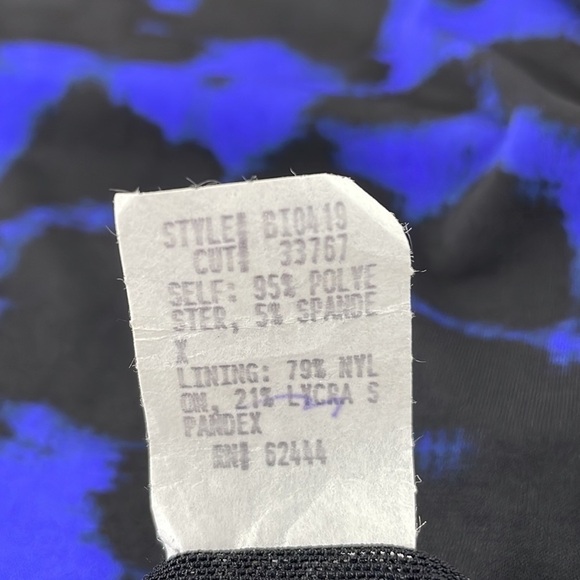 STYLE# BI0419
CUT# 33767
SELF: 95% POLYE
STER, 5% SPANDE
X
LINING: 79% NYL
ON, 21% LYCRA S
PANDEX
RN# 62444